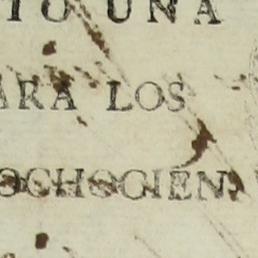 TO UNA
ARA LOS
OCHOCIEN